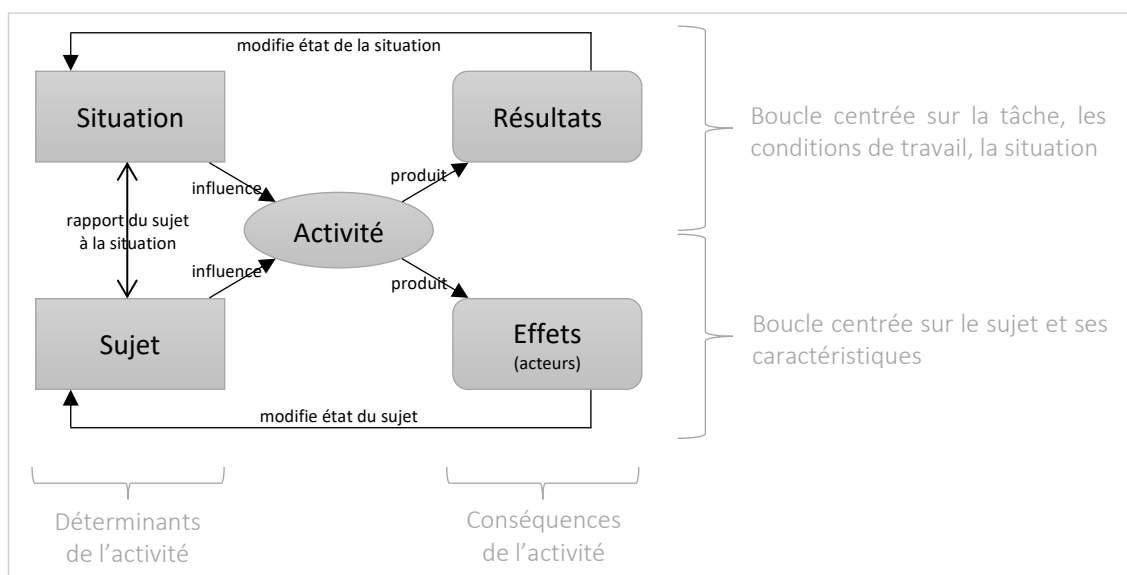 modifie état de la situation
Situation
Résultats
Boucle centrée sur la tâche, les
conditions de travail, la situation
influence
produit
rapport du sujet
à la situation
Activité
influence
produit
Sujet
Effets
(acteurs)
Boucle centrée sur le sujet et ses
caractéristiques
modifie état du sujet
Déterminants
de l’activité
Conséquences
de l’activité